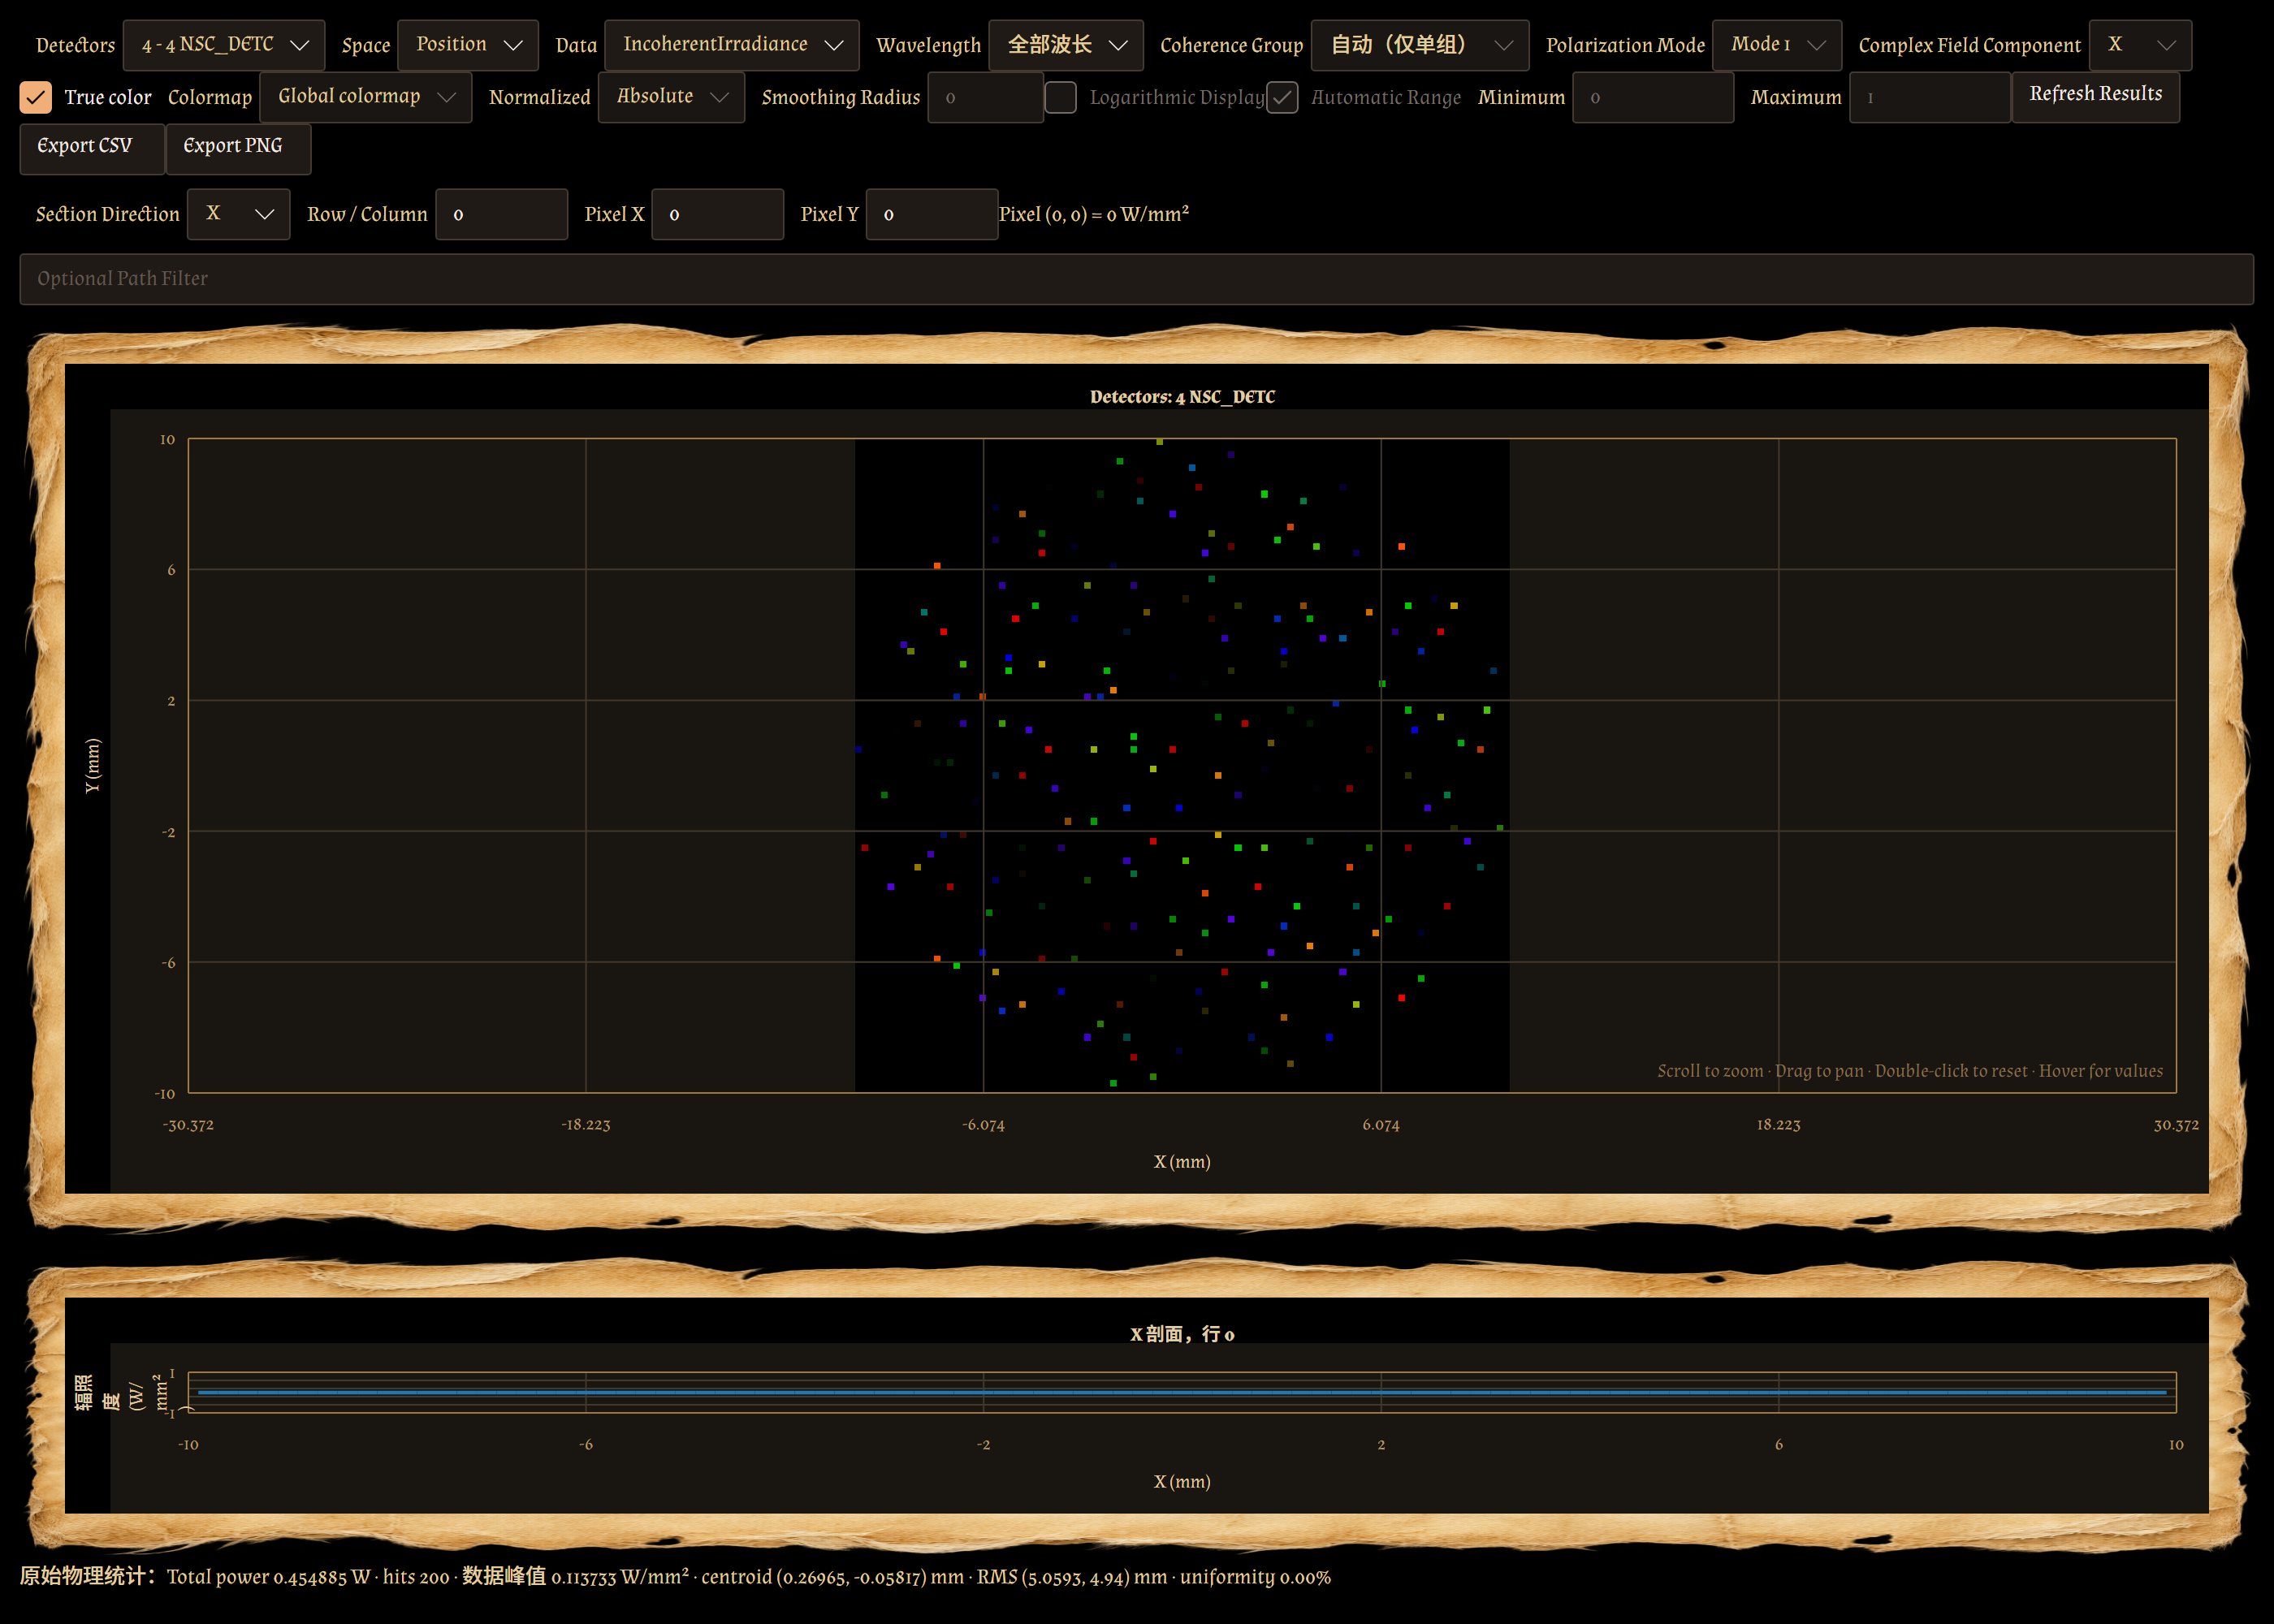 Detectors 4 - 4 NSC_DETC Space Position Data IncoherentIrradiance Wavelength 全部波长 Coherence Group 自动（仅单组） Polarization Mode Mode 1 Complex Field Component X
True color Colormap Global colormap Normalized Absolute Smoothing Radius 0 Logarithmic Display Automatic Range Minimum 0 Maximum 1 Refresh Results
Export CSV Export PNG
Section Direction X Row / Column 0 Pixel X 0 Pixel Y 0 Pixel (0, 0) = 0 W/mm²
Optional Path Filter
Detectors: 4 NSC_DETC
10
6
2
Y (mm)
-2
-6
Scroll to zoom · Drag to pan · Double-click to reset · Hover for values
-10
-30.372 -18.223 -6.074 6.074 18.223 30.372
X (mm)
X 剖面，行 0
辐照度 (W/mm²)
1
-1
-10 -6 -2 2 6 10
X (mm)
原始物理统计：Total power 0.454885 W · hits 200 · 数据峰值 0.113733 W/mm² · centroid (0.26965, -0.05817) mm · RMS (5.0593, 4.94) mm · uniformity 0.00%